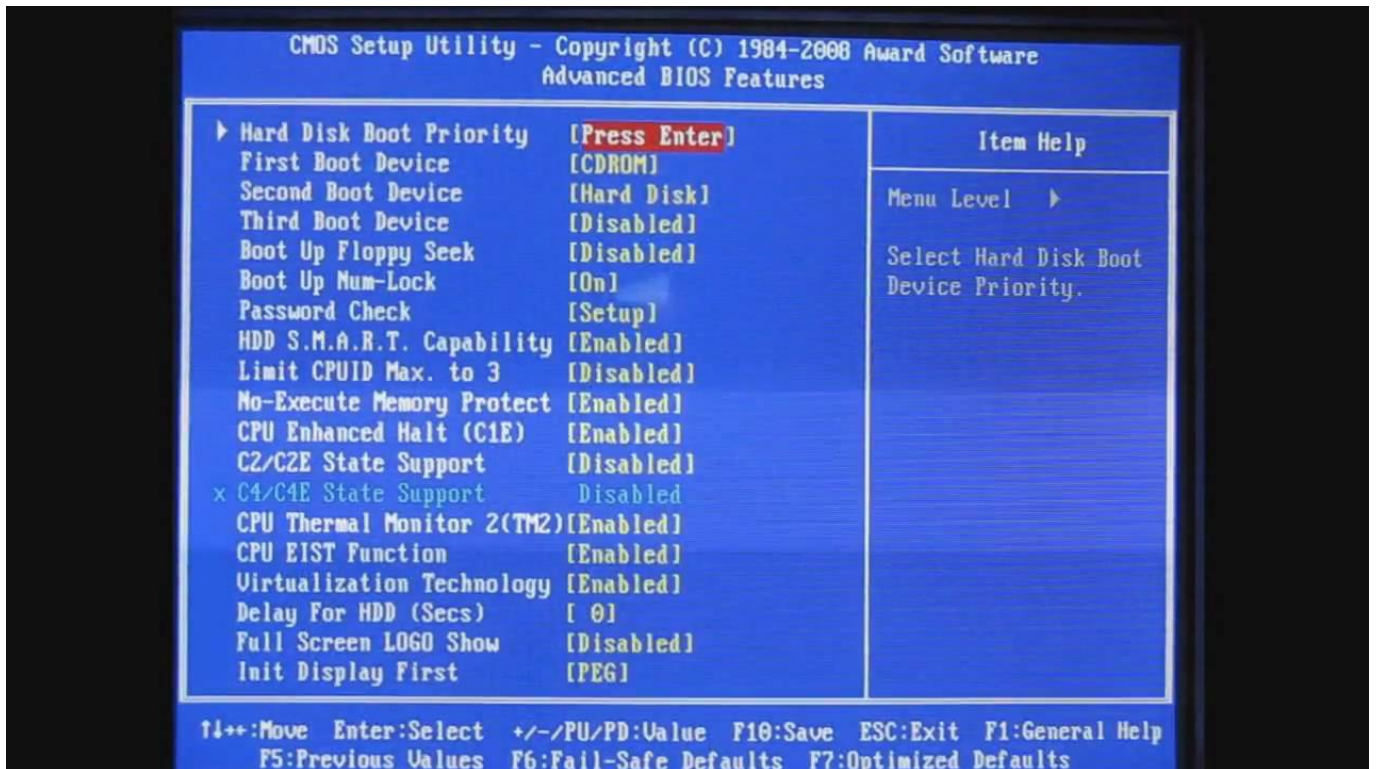 CMOS Setup Utility - Copyright (C) 1984-2008 Award Software
Advanced BIOS Features
Hard Disk Boot Priority [Press Enter]
First Boot Device [CDROM]
Second Boot Device [Hard Disk]
Third Boot Device [Disabled]
Boot Up Floppy Seek [Disabled]
Boot Up Num-Lock [On]
Password Check [Setup]
HDD S.M.A.R.T. Capability [Enabled]
Limit CPUID Max. to 3 [Disabled]
No-Execute Memory Protect [Enabled]
CPU Enhanced Halt (C1E) [Enabled]
C2/C2E State Support [Disabled]
x C4/C4E State Support Disabled
CPU Thermal Monitor 2(TM2)[Enabled]
CPU EIST Function [Enabled]
Virtualization Technology [Enabled]
Delay For HDD (Secs) [ 0]
Full Screen LOGO Show [Disabled]
Init Display First [PEG]
Item Help
Menu Level
Select Hard Disk Boot
Device Priority.
↑↓→←:Move Enter:Select +/-/PU/PD:Value F10:Save ESC:Exit F1:General Help
F5:Previous Values F6:Fail-Safe Defaults F7:Optimized Defaults